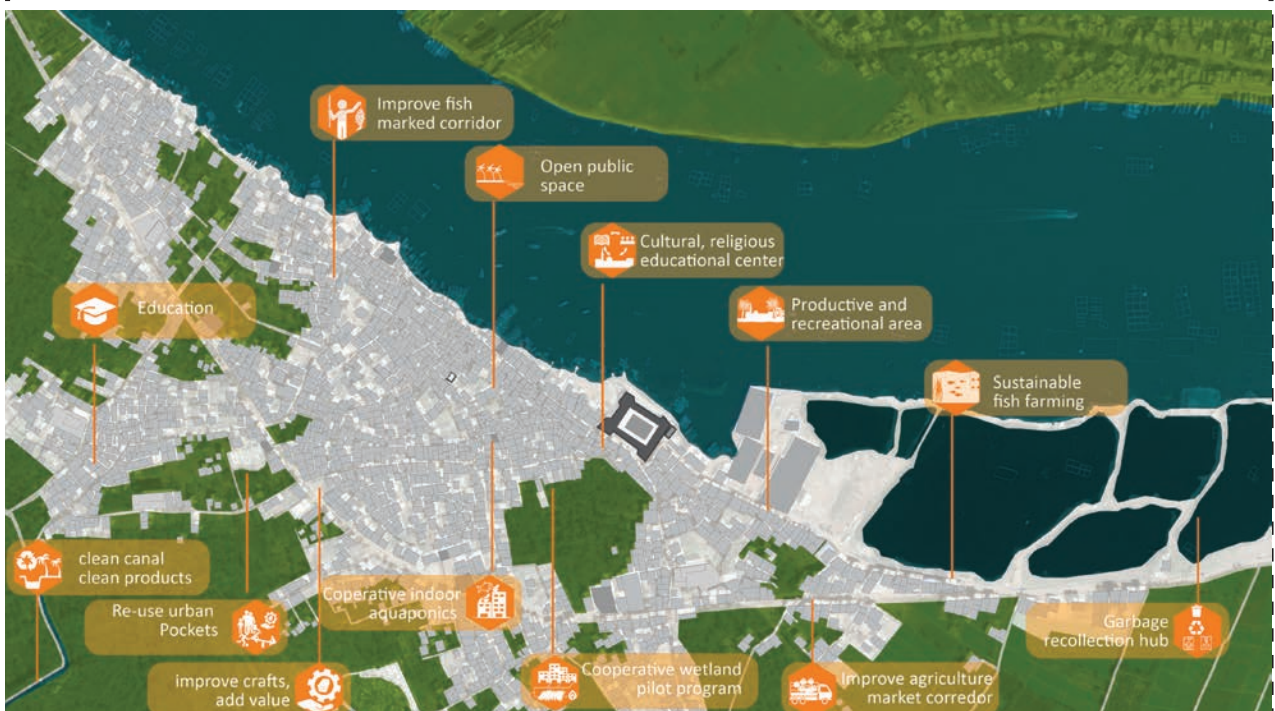 Improve fish
marked corridor
Open public
space
Cultural, religious
educational center
Education
Productive and
recreational area
Sustainable
fish farming
clean canal
clean products
Re-use urban
Pockets
Coperative indoor
aquaponics
Garbage
recollection hub
improve crafts,
add value
Cooperative wetland
pilot program
Improve agriculture
market corredor